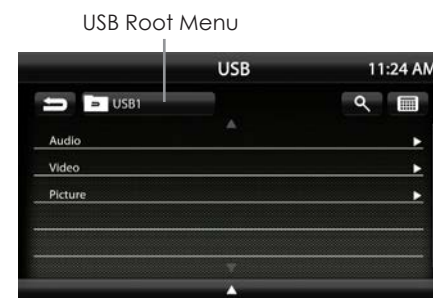 USB Root Menu
USB 11:24 AM
USB1
Audio
Video
Picture